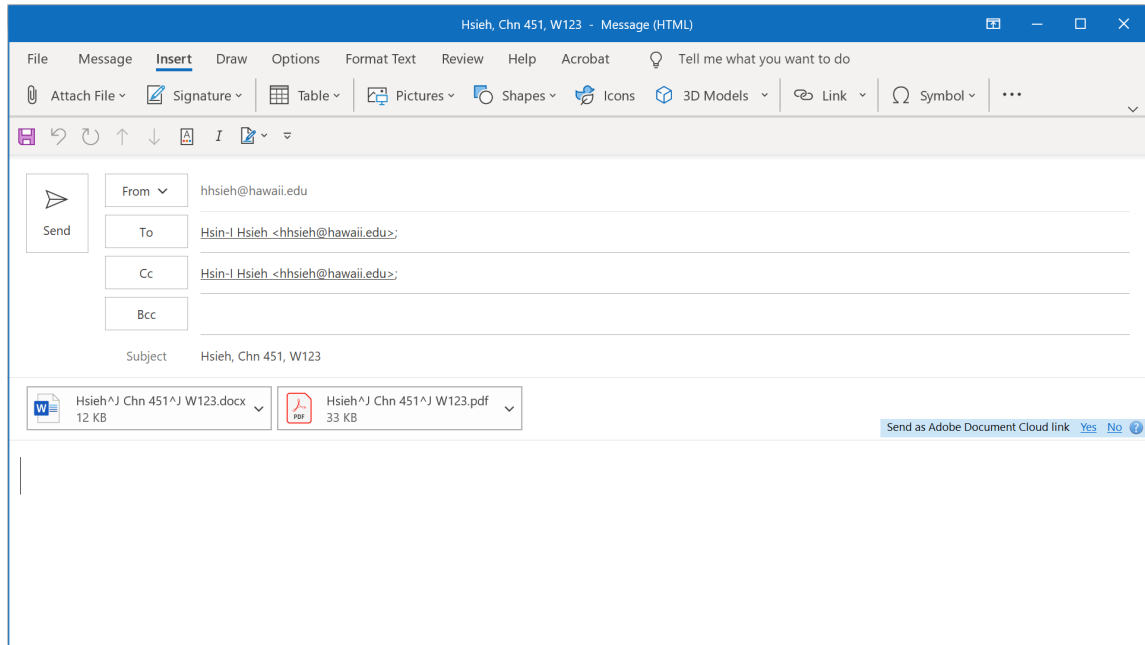 Hsieh, Chn 451, W123 - Message (HTML)
File Message Insert Draw Options Format Text Review Help Acrobat Tell me what you want to do
Attach File Signature Table Pictures Shapes Icons 3D Models Link Symbol ...
A I
Send
From hhsieh@hawaii.edu
To Hsin-I Hsieh <hhsieh@hawaii.edu>;
Cc Hsin-I Hsieh <hhsieh@hawaii.edu>;
Bcc
Subject Hsieh, Chn 451, W123
W Hsieh^J Chn 451^J W123.docx
12 KB
PDF Hsieh^J Chn 451^J W123.pdf
33 KB
Send as Adobe Document Cloud link Yes No ?